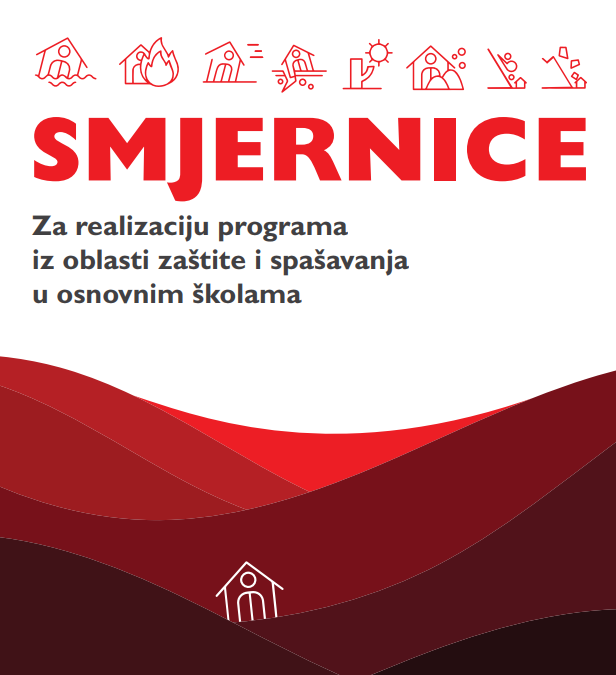 SMJERNICE
Za realizaciju programa
iz oblasti zaštite i spašavanja
u osnovnim školama